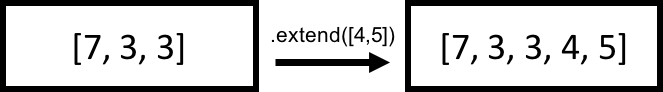 [7, 3, 3]
.extend([4,5])
[7, 3, 3, 4, 5]